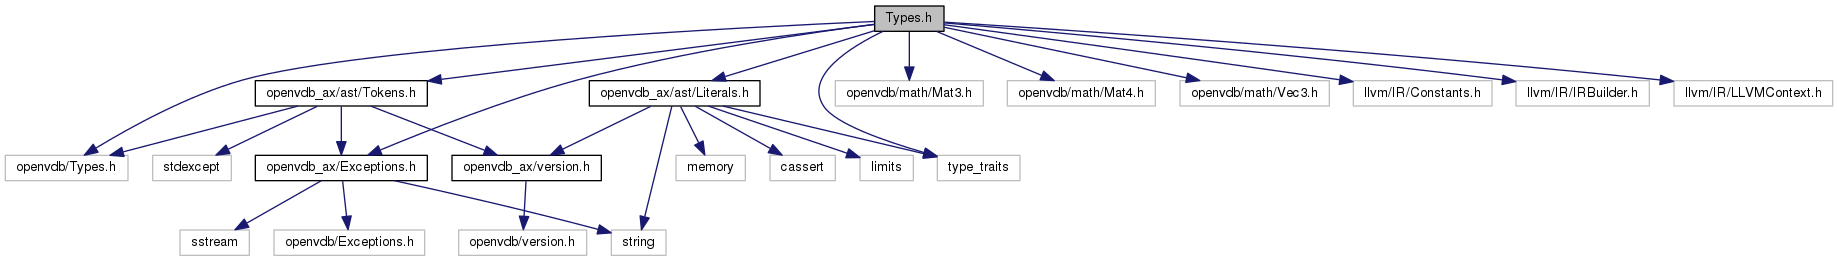 Types.h
openvdb_ax/ast/Tokens.h
openvdb_ax/ast/Literals.h
openvdb/math/Mat3.h
openvdb/math/Mat4.h
openvdb/math/Vec3.h
llvm/IR/Constants.h
llvm/IR/IRBuilder.h
llvm/IR/LLVMContext.h
openvdb/Types.h
stdexcept
openvdb_ax/Exceptions.h
openvdb_ax/version.h
memory
cassert
limits
type_traits
sstream
openvdb/Exceptions.h
openvdb/version.h
string